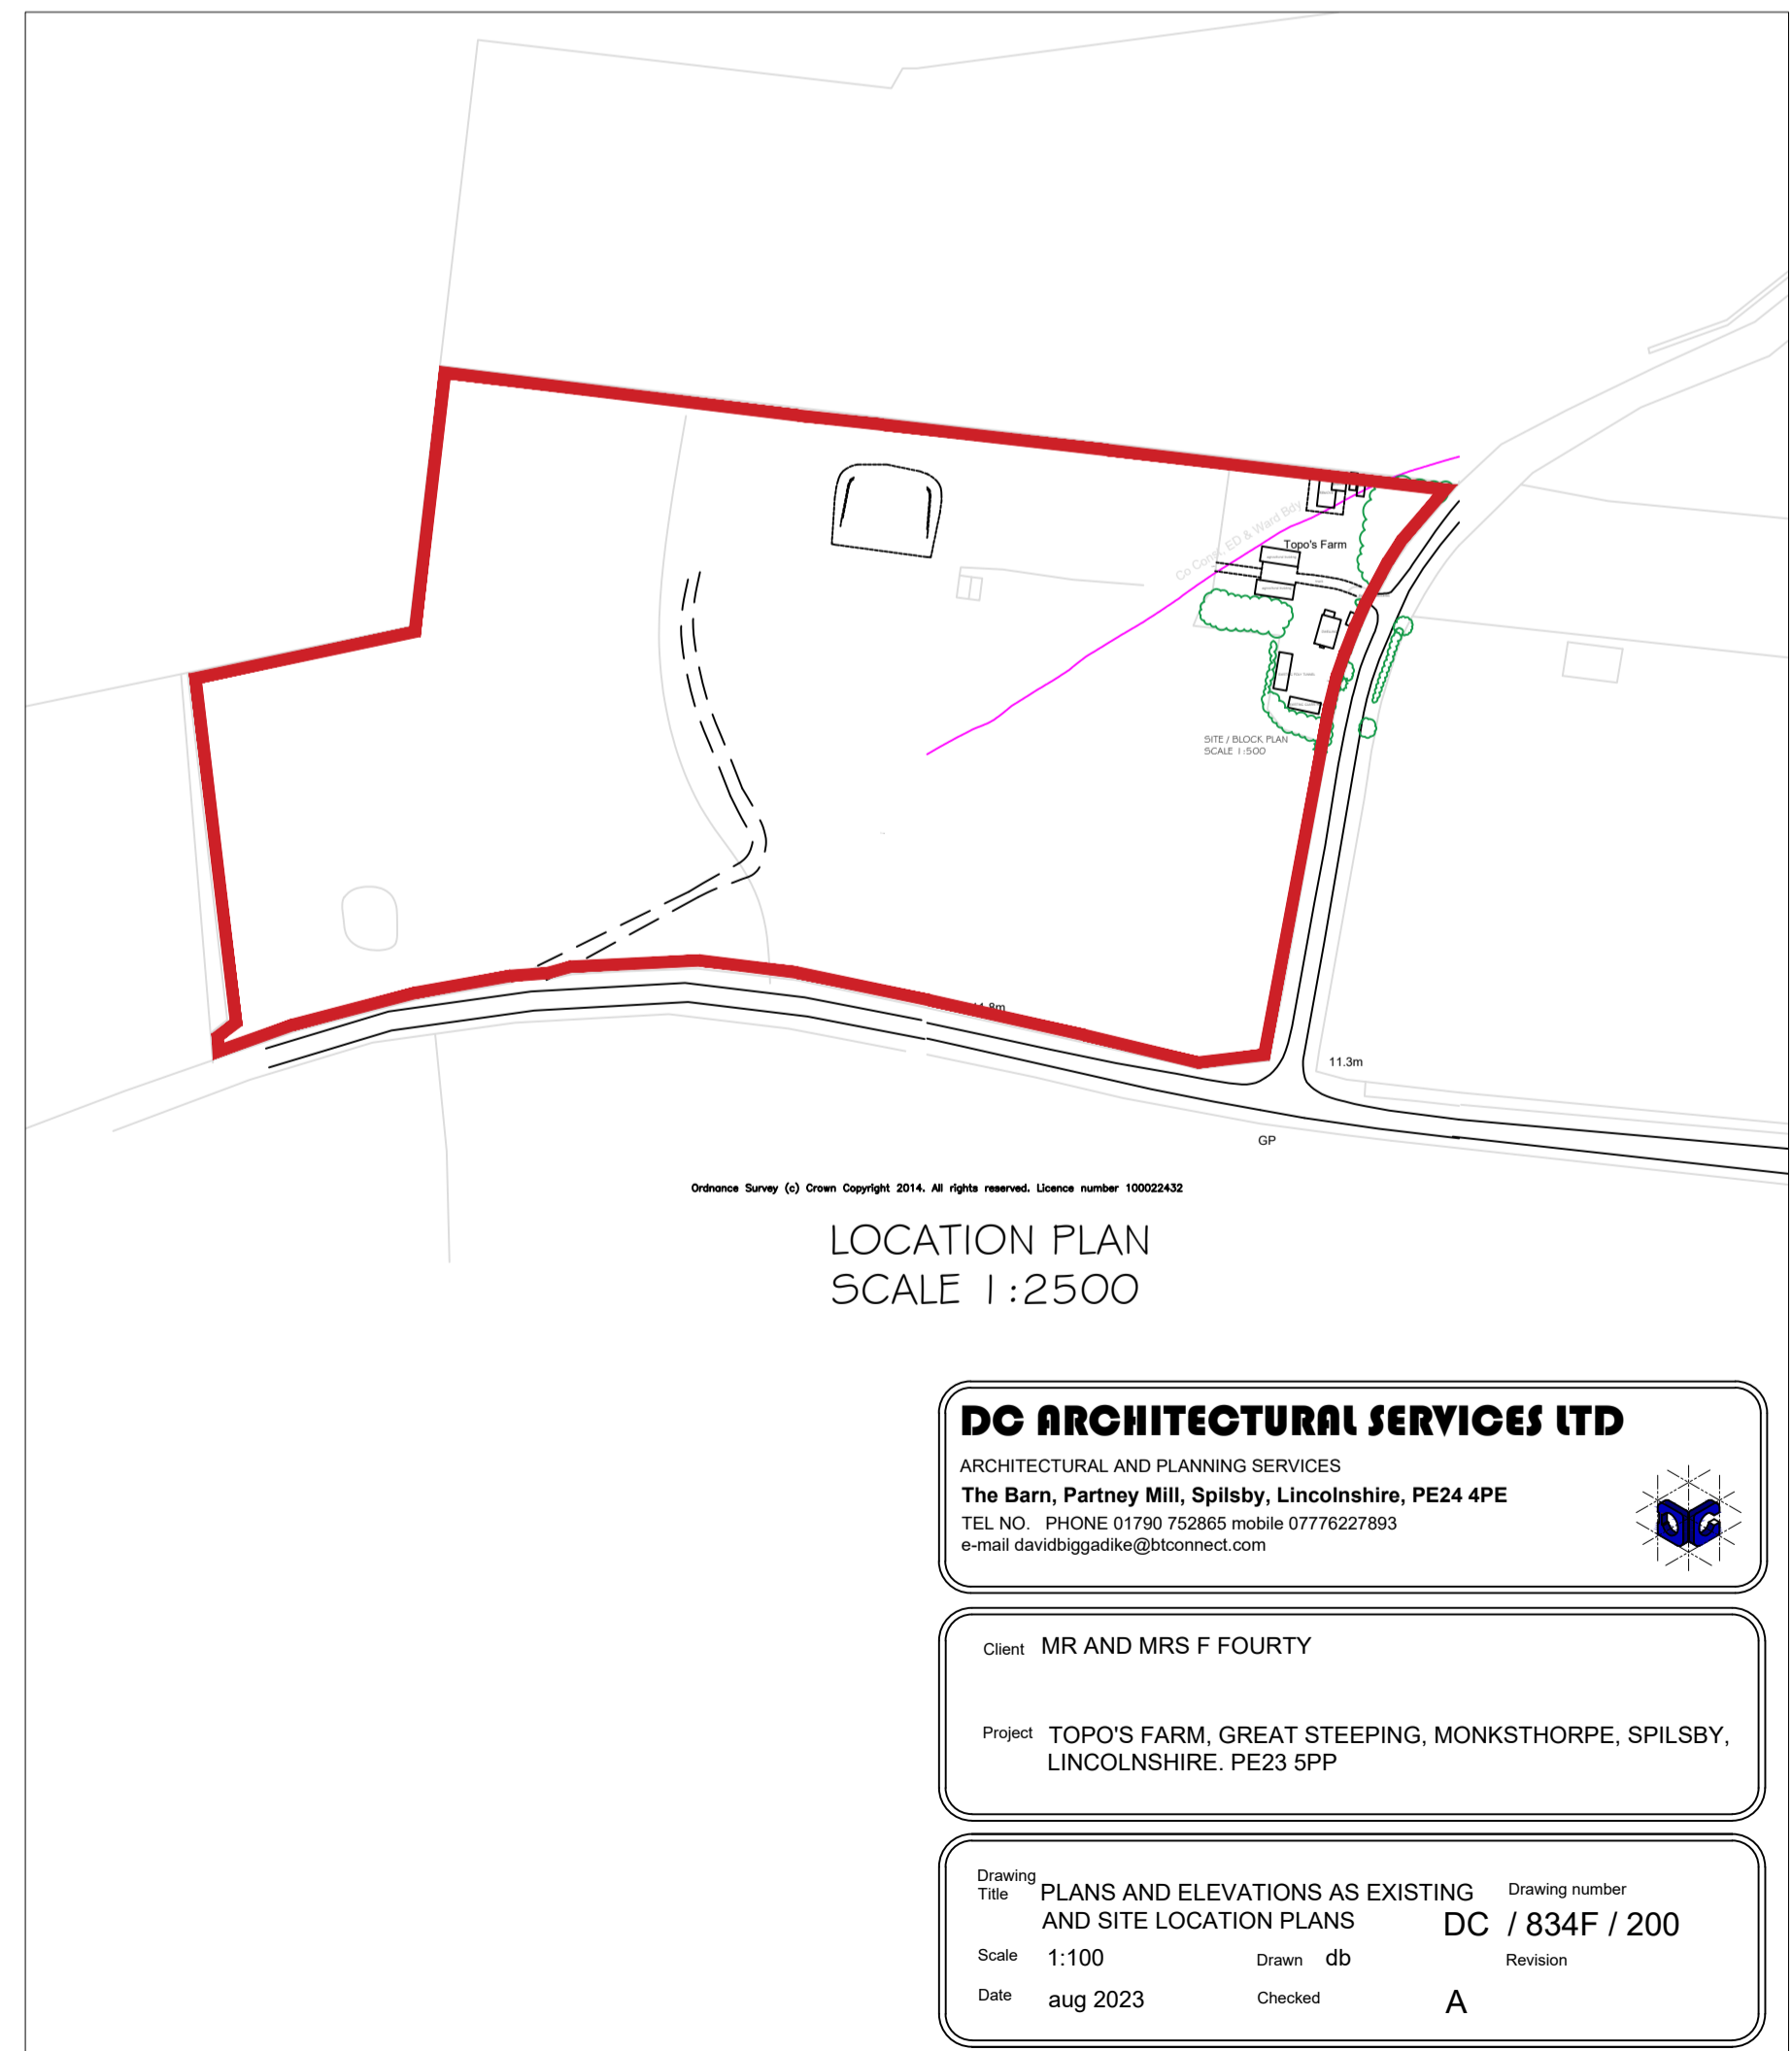 Co Const, ED & Ward Bdy
Topo's Farm
SITE / BLOCK PLAN
SCALE 1:500
11.3m
GP
Ordnance Survey (c) Crown Copyright 2014. All rights reserved. Licence number 100022432
LOCATION PLAN
SCALE 1:2500
DC ARCHITECTURAL SERVICES LTD
ARCHITECTURAL AND PLANNING SERVICES
The Barn, Partney Mill, Spilsby, Lincolnshire, PE24 4PE
TEL NO. PHONE 01790 752865 mobile 07776227893
e-mail davidbiggadike@btconnect.com
Client MR AND MRS F FOURTY
Project TOPO'S FARM, GREAT STEEPING, MONKSTHORPE, SPILSBY,
LINCOLNSHIRE. PE23 5PP
Drawing
Title PLANS AND ELEVATIONS AS EXISTING
AND SITE LOCATION PLANS
Drawing number
DC / 834F / 200
Scale 1:100
Drawn db
Revision
Date aug 2023
Checked
A